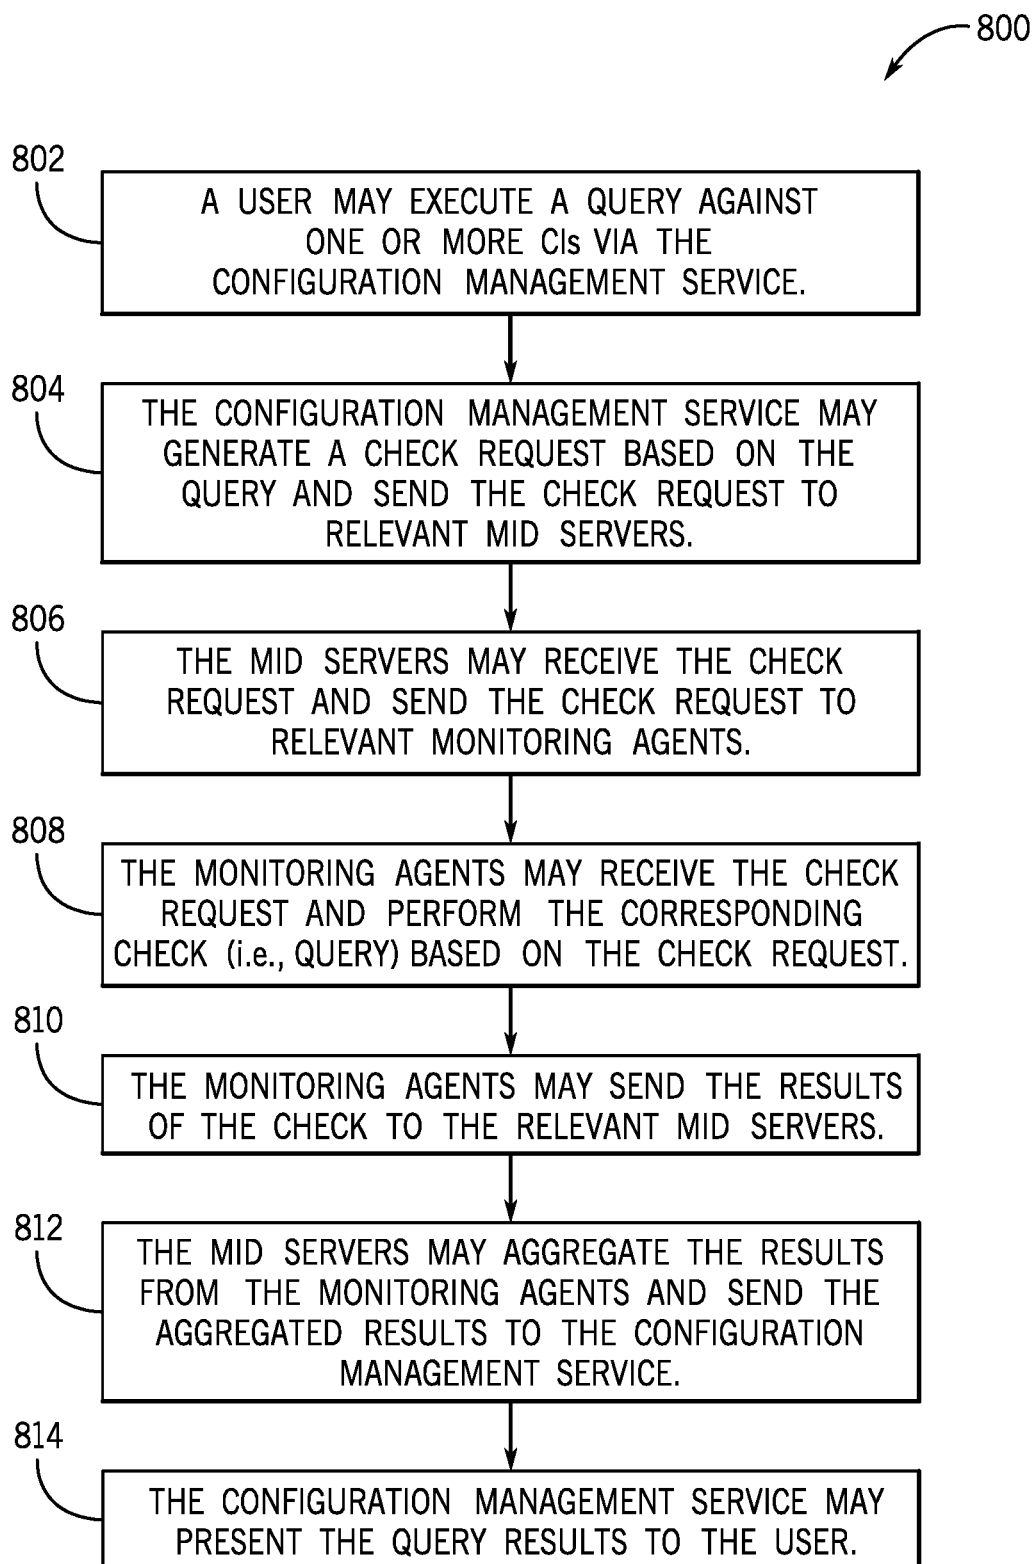 800
802
A USER MAY EXECUTE A QUERY AGAINST
ONE OR MORE CIs VIA THE
CONFIGURATION MANAGEMENT SERVICE.
804
THE CONFIGURATION MANAGEMENT SERVICE MAY
GENERATE A CHECK REQUEST BASED ON THE
QUERY AND SEND THE CHECK REQUEST TO
RELEVANT MID SERVERS.
806
THE MID SERVERS MAY RECEIVE THE CHECK
REQUEST AND SEND THE CHECK REQUEST TO
RELEVANT MONITORING AGENTS.
808
THE MONITORING AGENTS MAY RECEIVE THE CHECK
REQUEST AND PERFORM THE CORRESPONDING
CHECK (i.e., QUERY) BASED ON THE CHECK REQUEST.
810
THE MONITORING AGENTS MAY SEND THE RESULTS
OF THE CHECK TO THE RELEVANT MID SERVERS.
812
THE MID SERVERS MAY AGGREGATE THE RESULTS
FROM THE MONITORING AGENTS AND SEND THE
AGGREGATED RESULTS TO THE CONFIGURATION
MANAGEMENT SERVICE.
814
THE CONFIGURATION MANAGEMENT SERVICE MAY
PRESENT THE QUERY RESULTS TO THE USER.